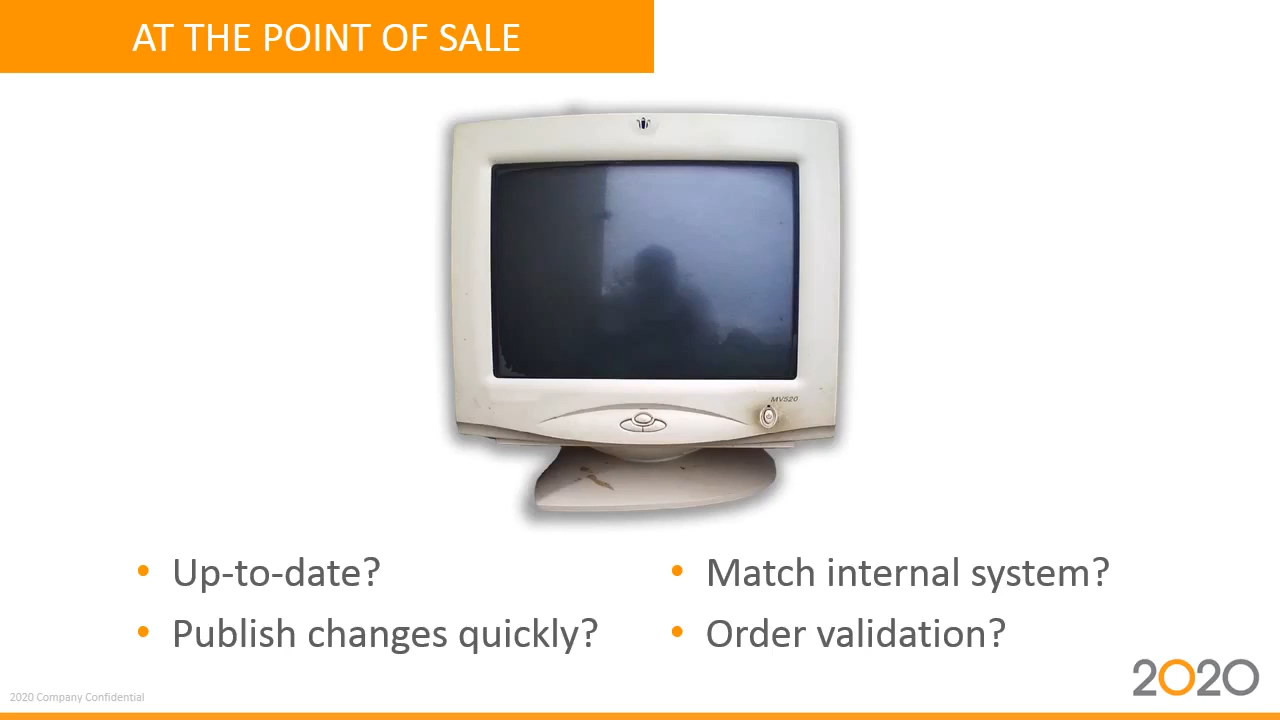 AT THE POINT OF SALE
MV520
• Up-to-date?
• Publish changes quickly?
• Match internal system?
• Order validation?
2020 Company Confidential
2020